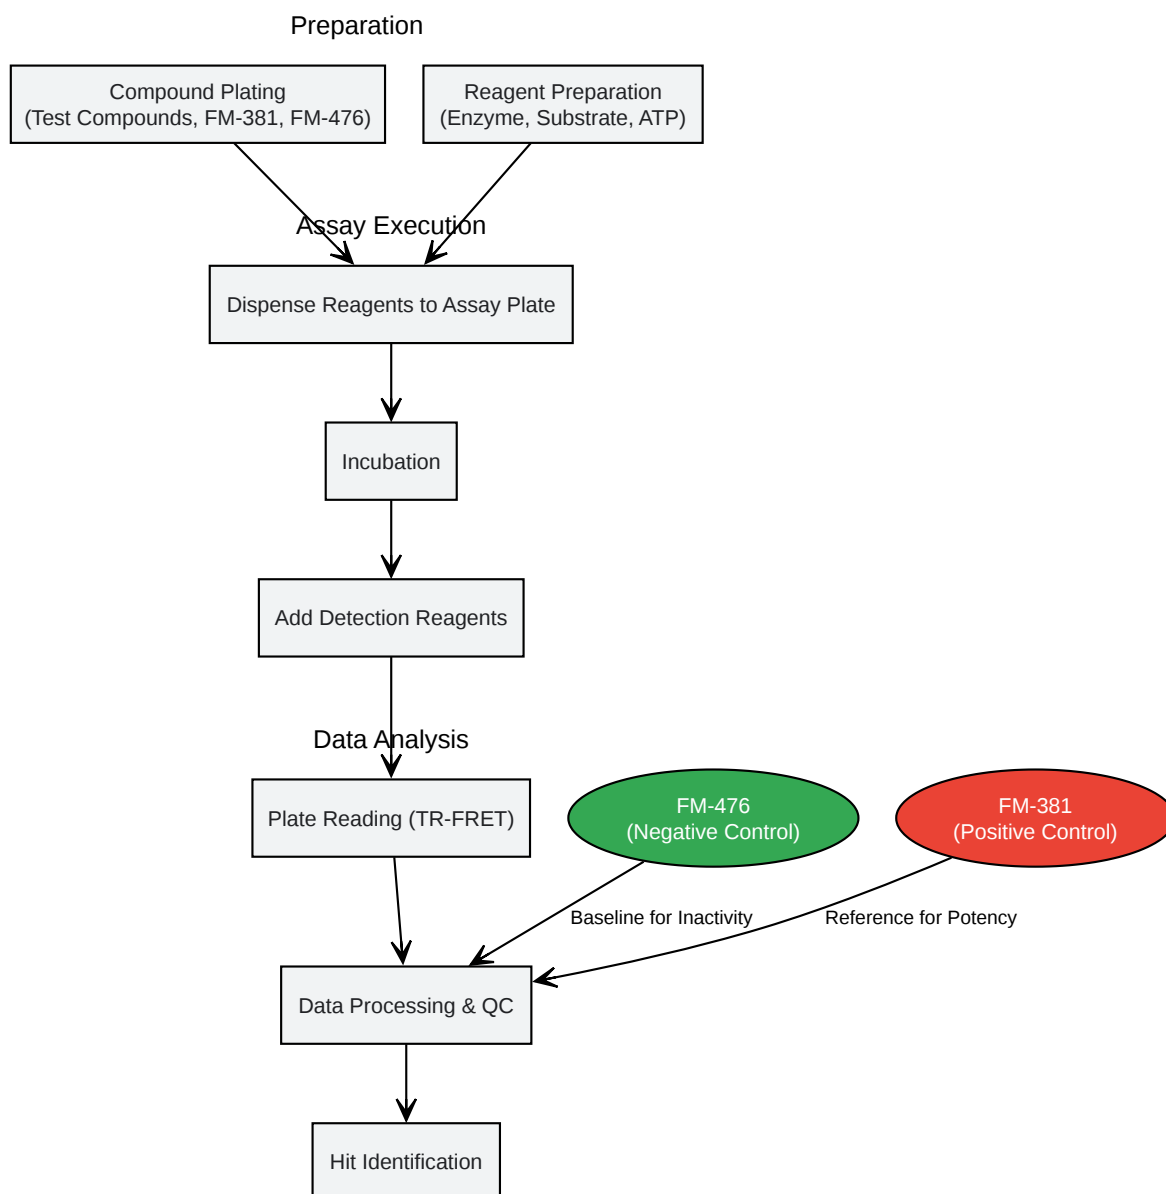 Preparation
Compound Plating
(Test Compounds, FM-381, FM-476)
Reagent Preparation
(Enzyme, Substrate, ATP)
Assay Execution
Dispense Reagents to Assay Plate
Incubation
Add Detection Reagents
Data Analysis
Plate Reading (TR-FRET)
FM-476
(Negative Control)
FM-381
(Positive Control)
Baseline for Inactivity
Reference for Potency
Data Processing & QC
Hit Identification